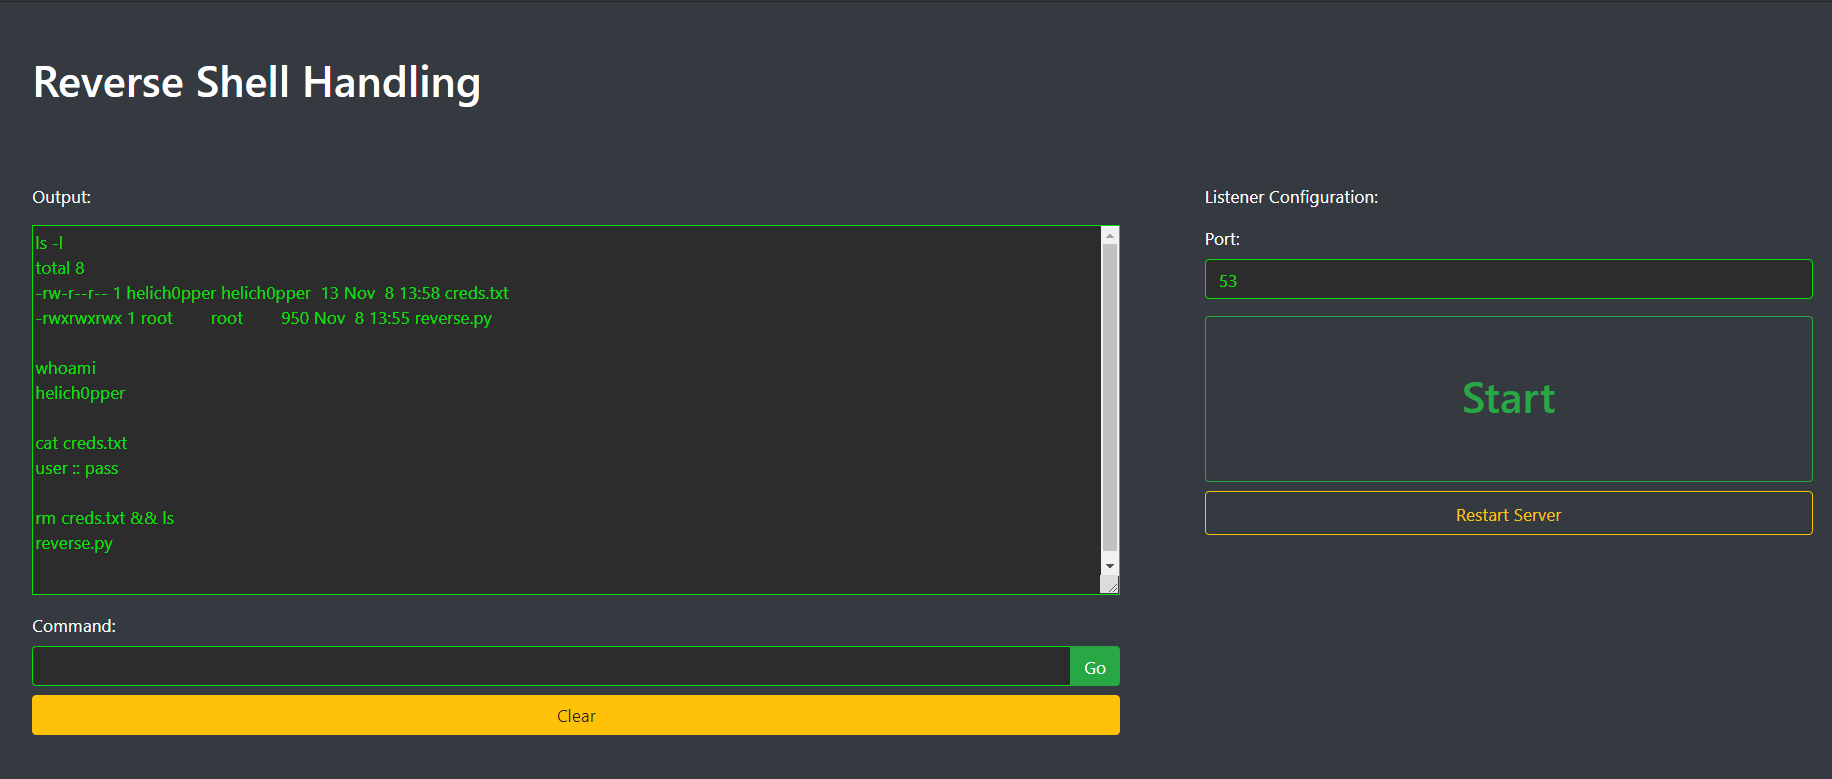 Reverse Shell Handling
Output:
ls -l
total 8
-rw-r--r-- 1 helich0pper helich0pper  13 Nov  8 13:58 creds.txt
-rwxrwxrwx 1 root        root        950 Nov  8 13:55 reverse.py
whoami
helich0pper
cat creds.txt
user :: pass
rm creds.txt && ls
reverse.py
Command:
Go
Clear
Listener Configuration:
Port:
53
Start
Restart Server